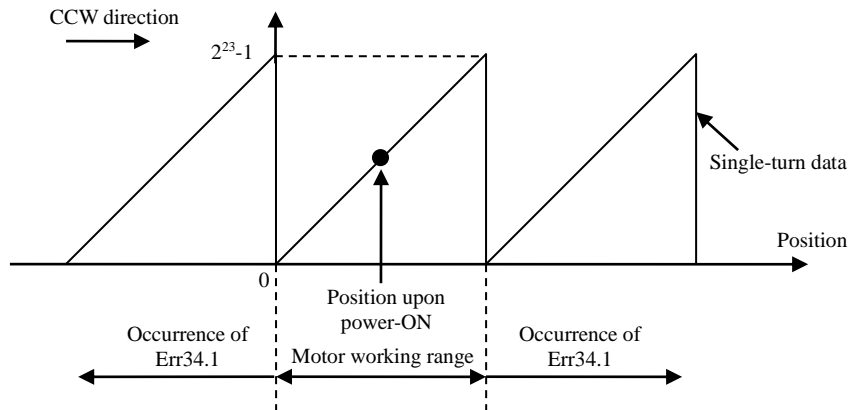 CCW direction
2²³-1
Single-turn data
Position
0
Position upon
power-ON
Occurrence of
Err34.1
Motor working range
Occurrence of
Err34.1